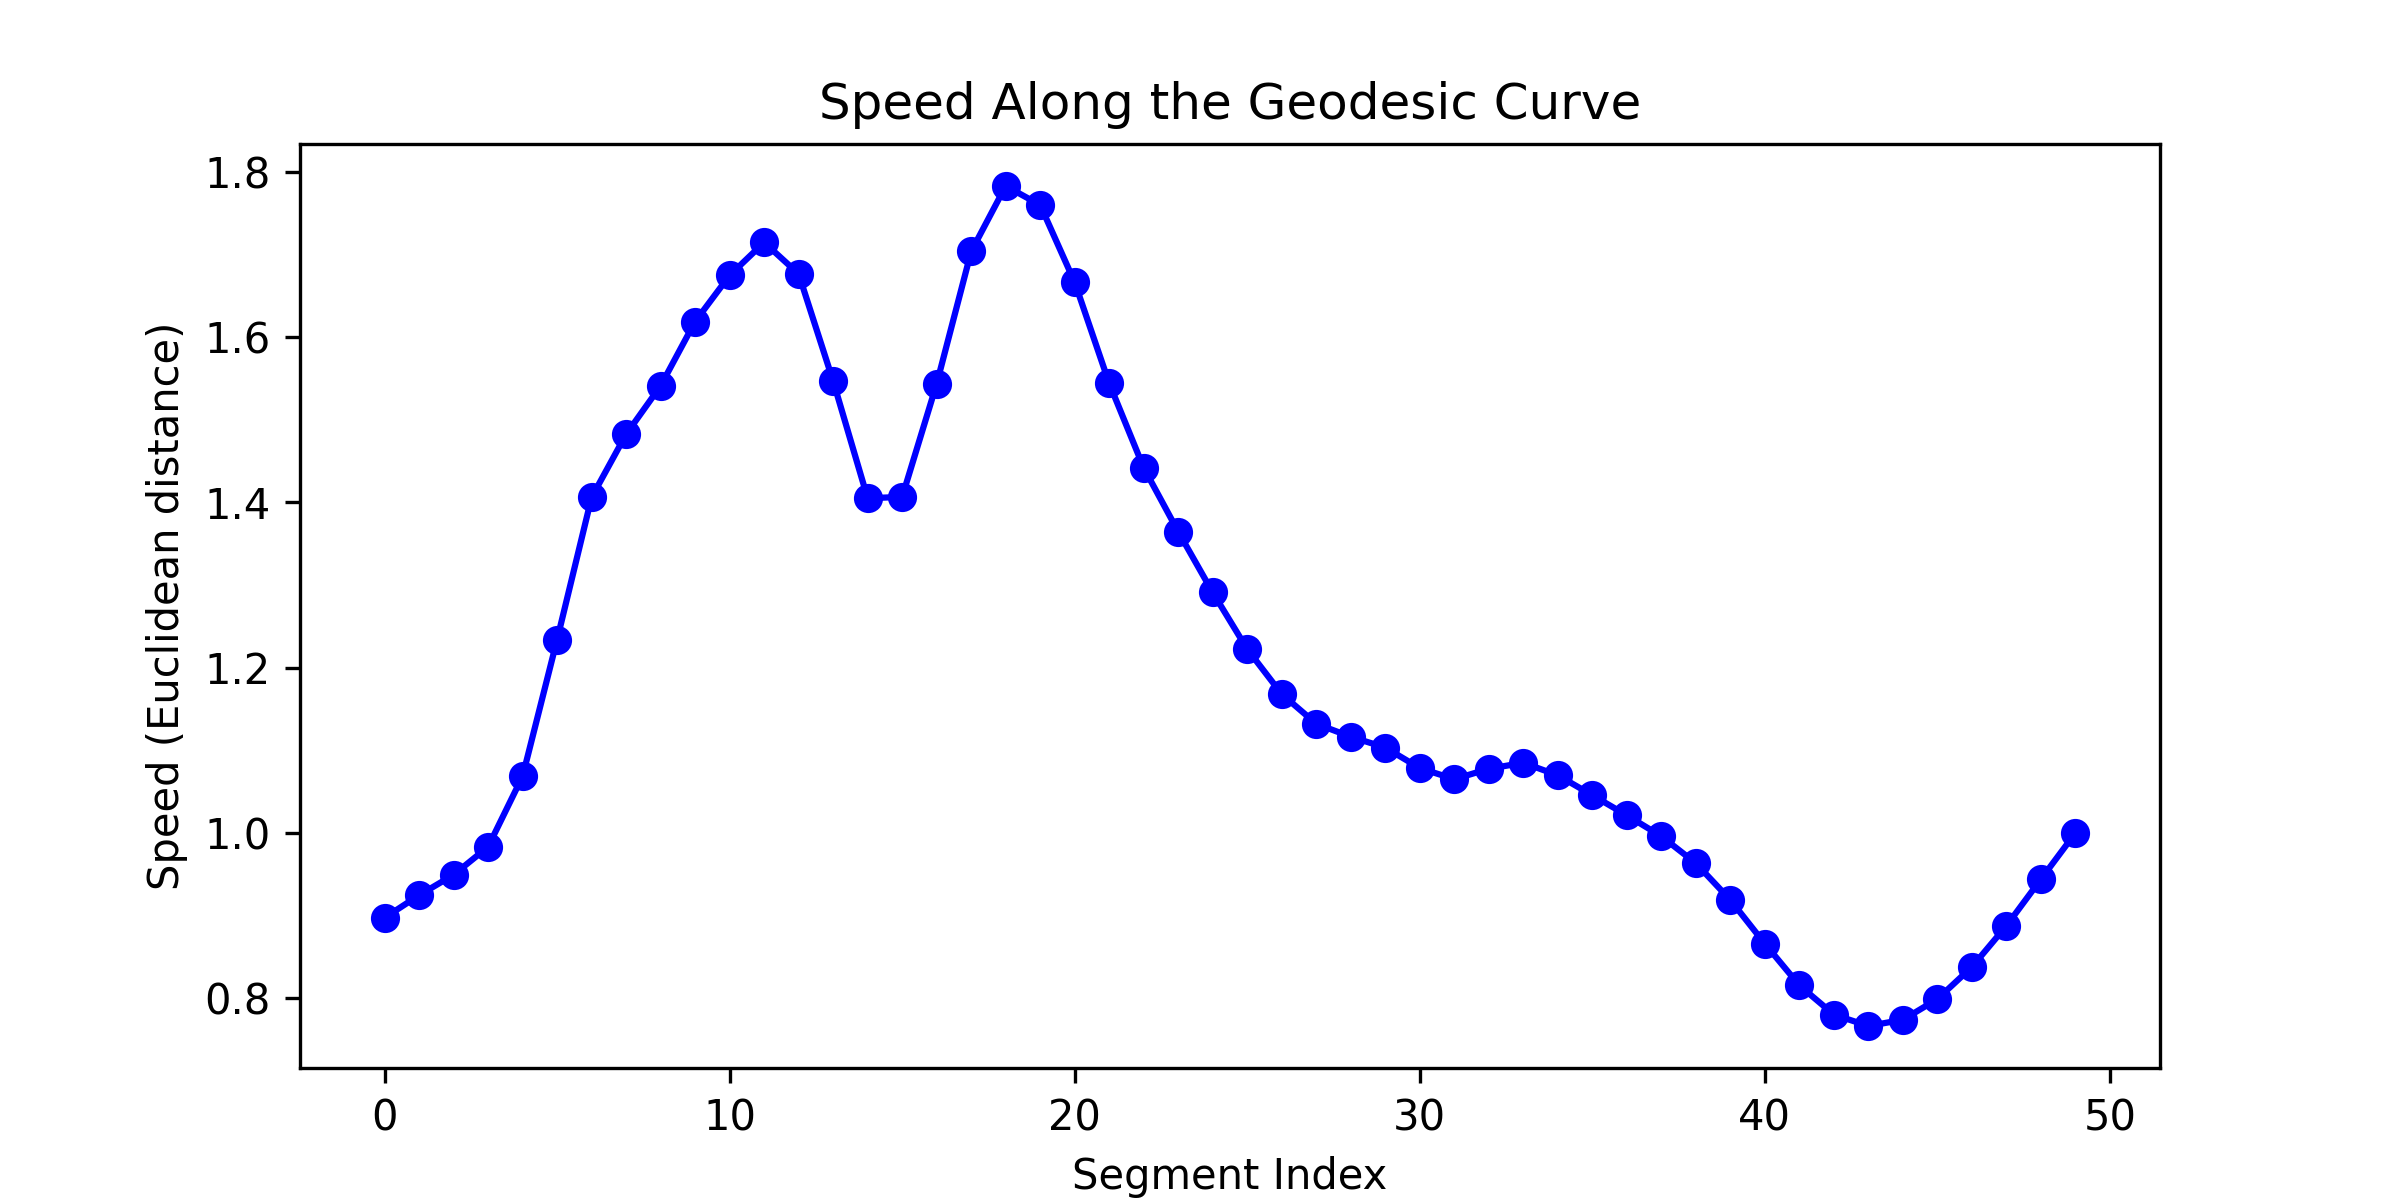 Speed Along the Geodesic Curve
Speed (Euclidean distance)
1.8
1.6
1.4
1.2
1.0
0.8
0 10 20 30 40 50
Segment Index